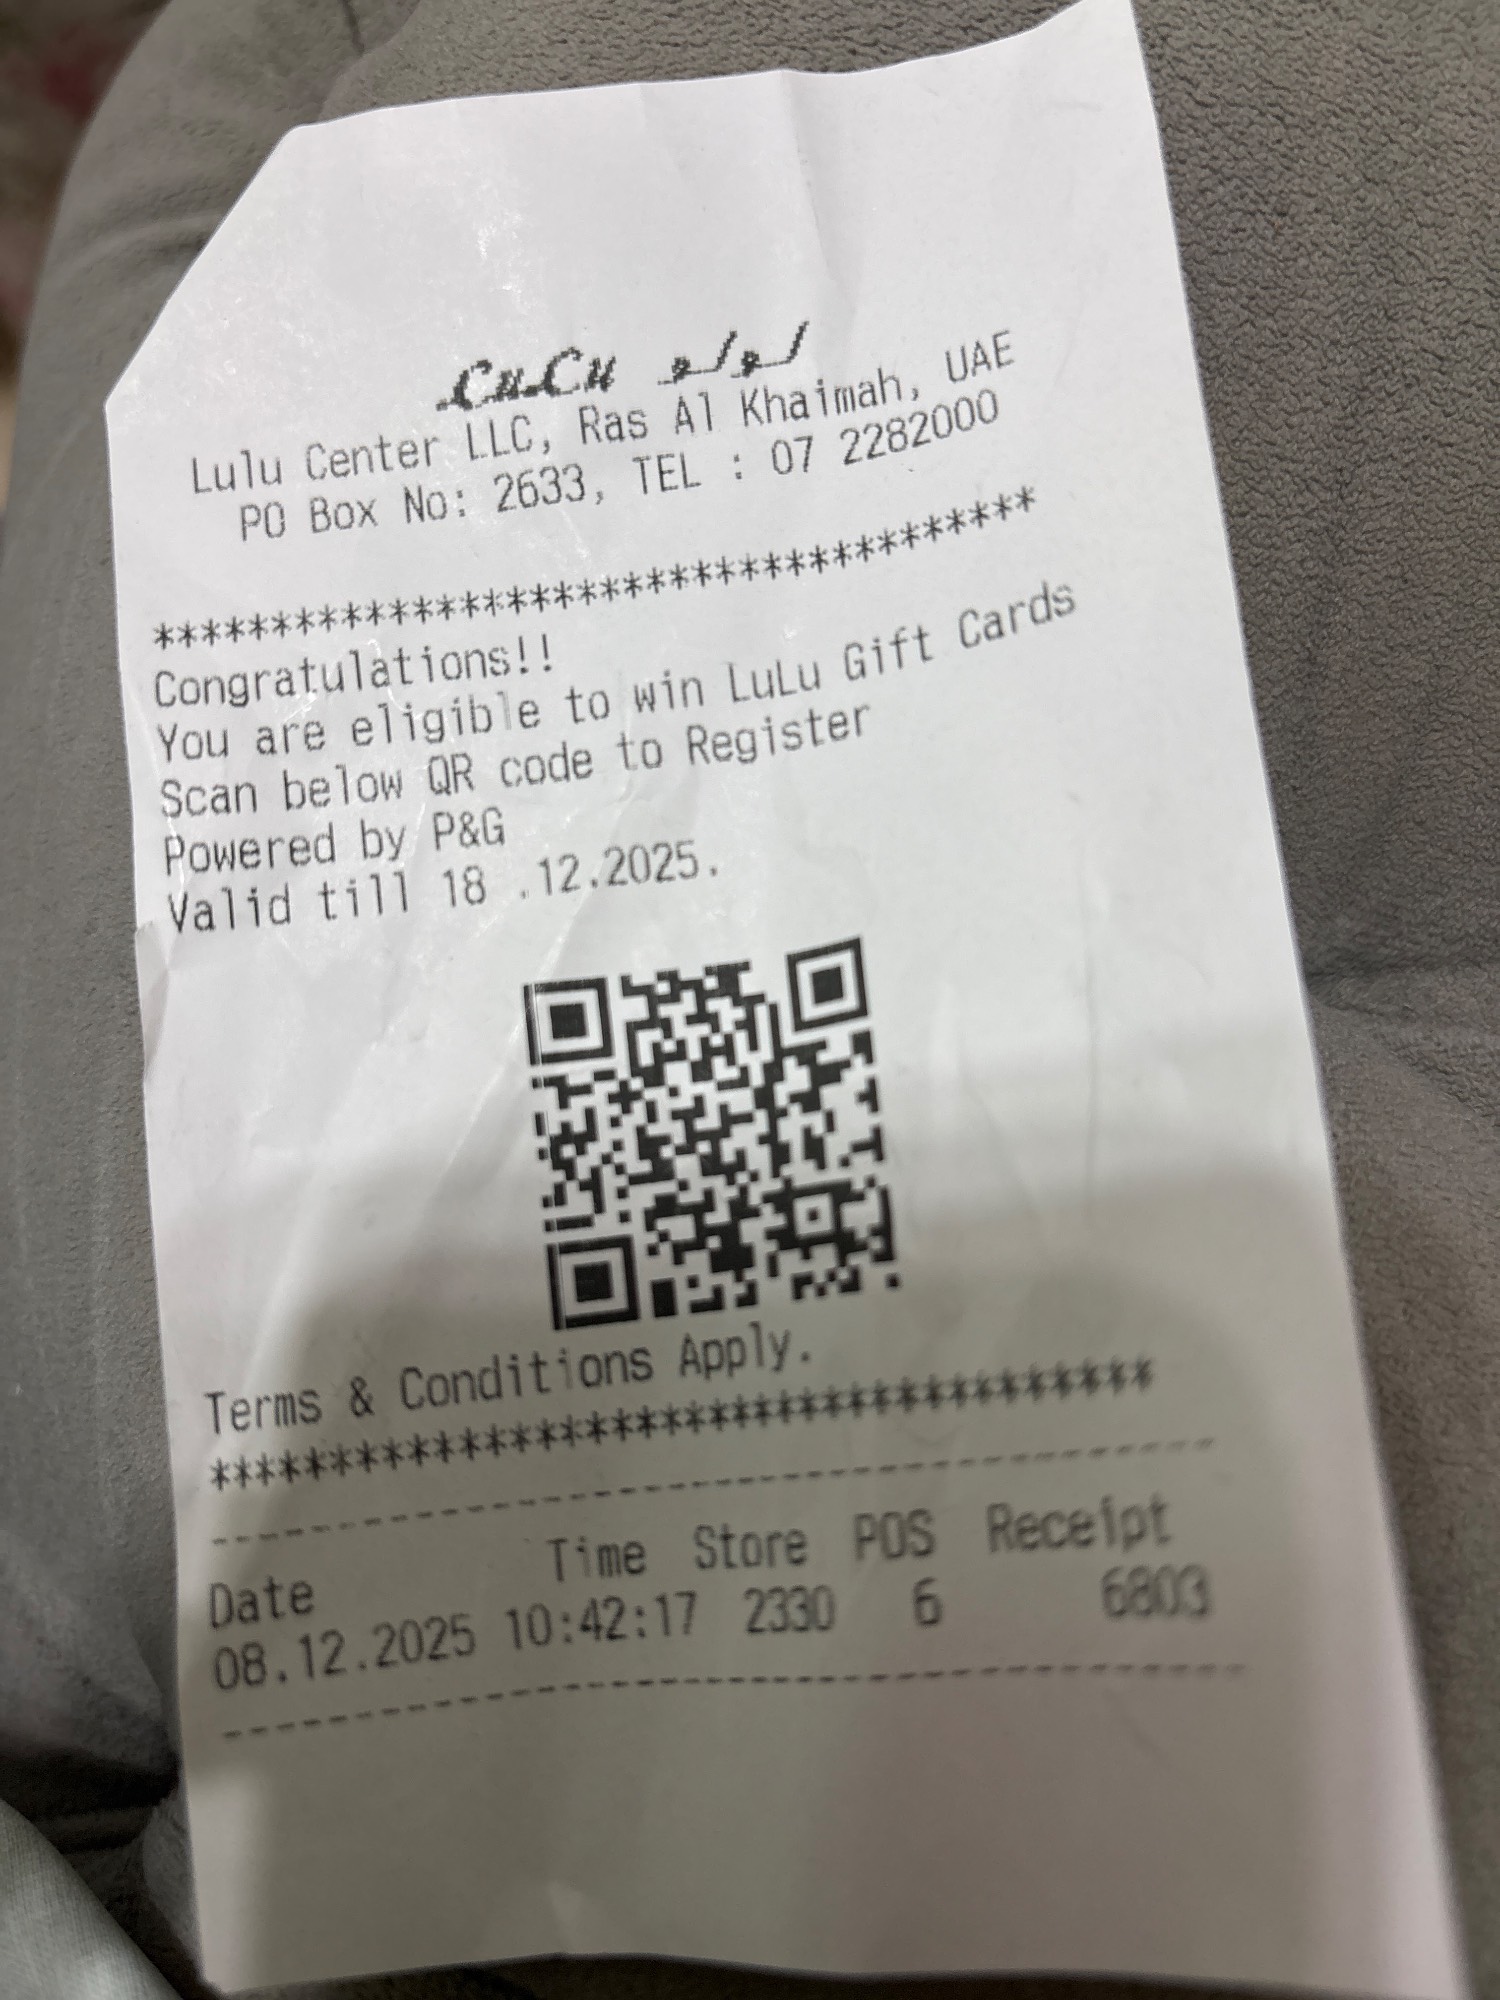 LuLu لولو
Lulu Center LLC, Ras Al Khaimah, UAE
PO Box No: 2633, TEL : 07 2282000
***********************************
Congratulations!!
You are eligible to win LuLu Gift Cards
Scan below QR code to Register
Powered by P&G
Valid till 18 .12.2025.
Terms & Conditions Apply.
***********************************
Date Time Store POS Receipt
08.12.2025 10:42:17 2330 6 6803